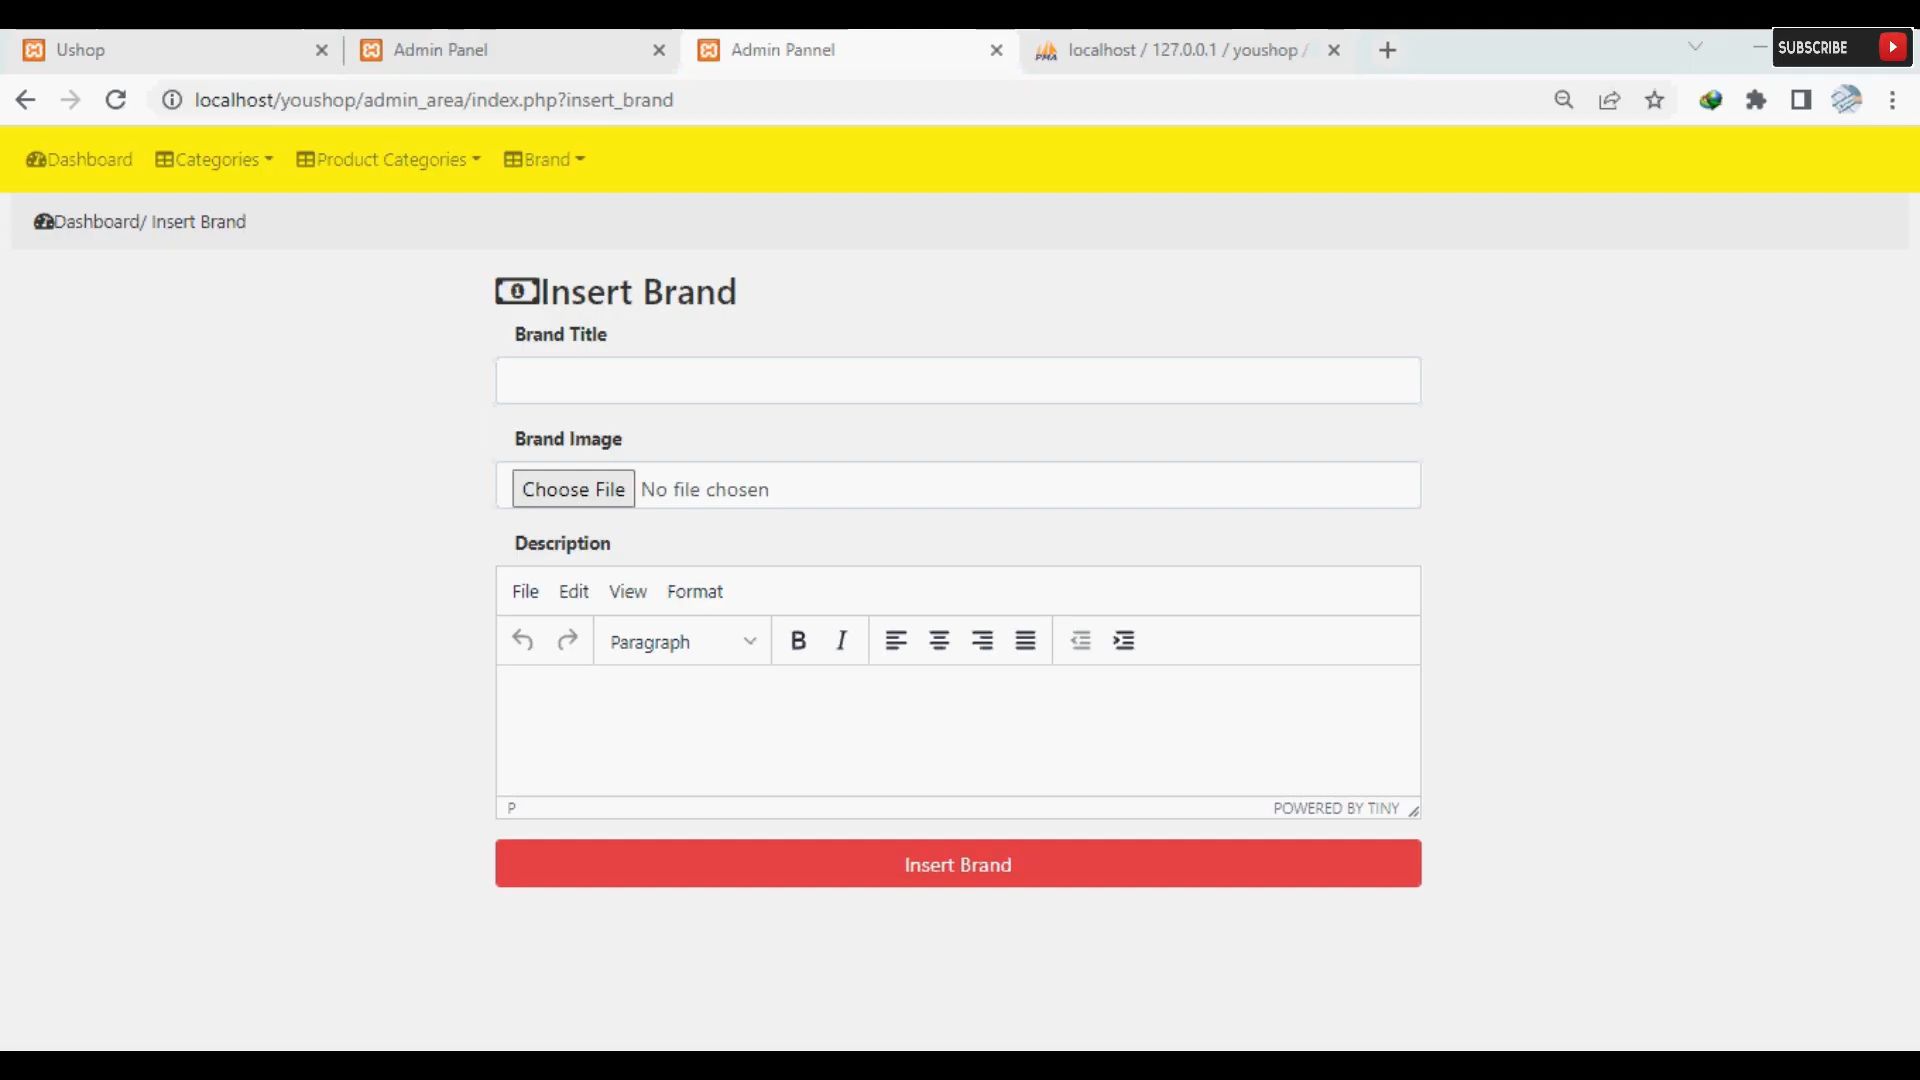 Ushop
Admin Panel
Admin Pannel
localhost / 127.0.0.1 / youshop /
SUBSCRIBE
localhost/youshop/admin_area/index.php?insert_brand
Dashboard Categories Product Categories Brand
Dashboard/ Insert Brand
Insert Brand
Brand Title
Brand Image
Choose File No file chosen
Description
File Edit View Format
Paragraph B I
P POWERED BY TINY
Insert Brand